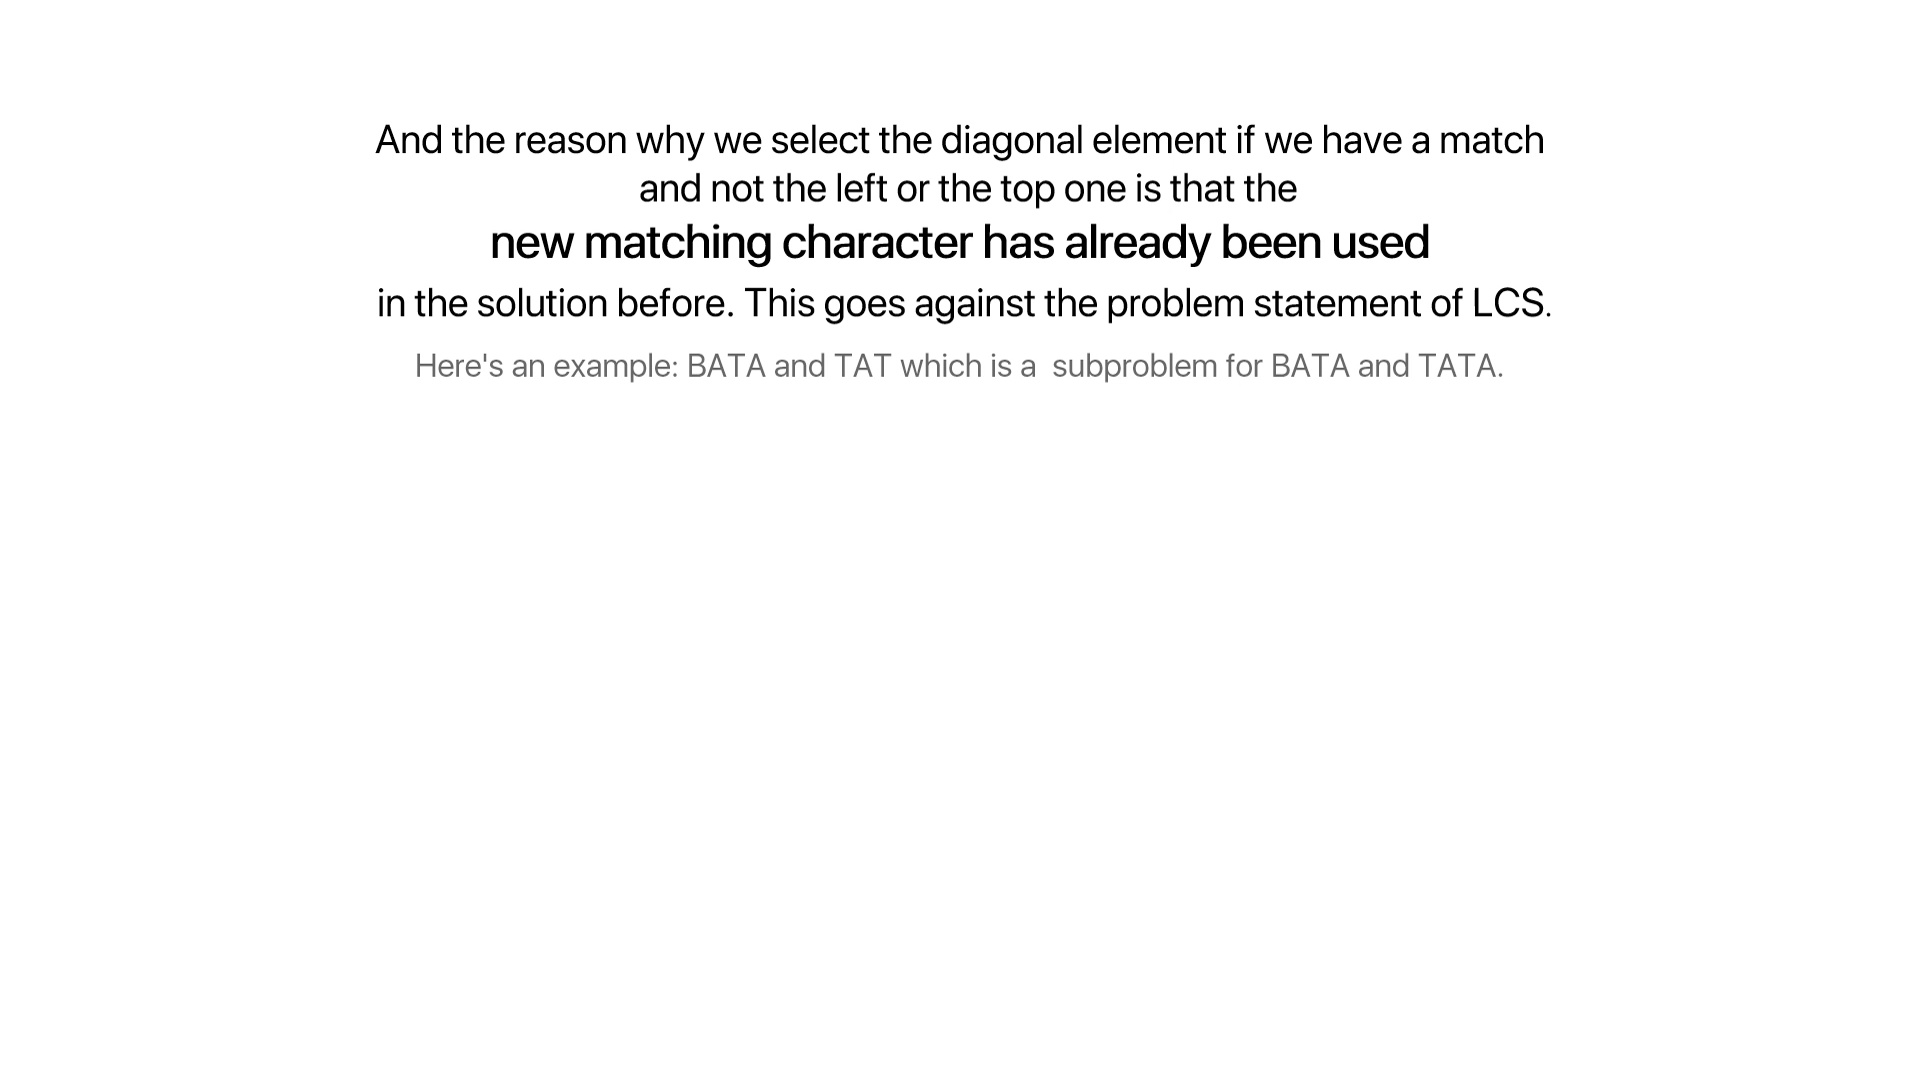 And the reason why we select the diagonal element if we have a match
and not the left or the top one is that the
new matching character has already been used
in the solution before. This goes against the problem statement of LCS.
Here's an example: BATA and TAT which is a  subproblem for BATA and TATA.